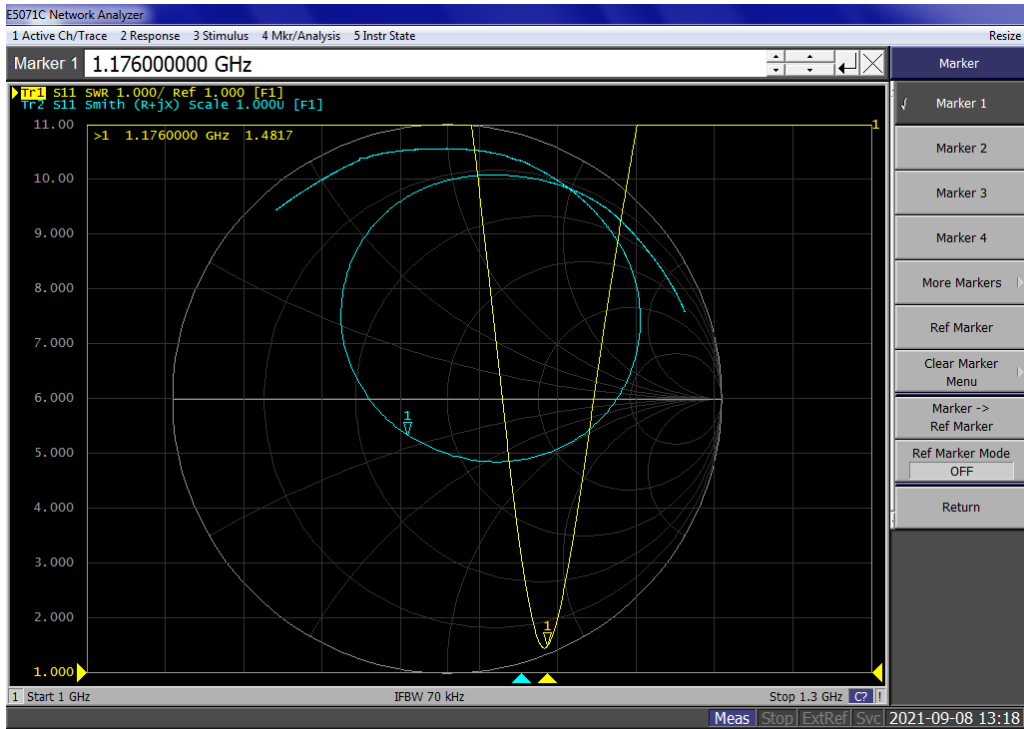 E5071C Network Analyzer
1 Active Ch/Trace 2 Response 3 Stimulus 4 Mkr/Analysis 5 Instr State Resize
Marker 1 1.176000000 GHz
Marker
Tr1 S11 SWR 1.000/ Ref 1.000 [F1]
Tr2 S11 Smith (R+jX) Scale 1.000U [F1]
>1 1.1760000 GHz 1.4817
11.00
10.00
9.000
8.000
7.000
6.000
5.000
4.000
3.000
2.000
1.000
1
1
1
Marker 1
Marker 2
Marker 3
Marker 4
More Markers
Ref Marker
Clear Marker
Menu
Marker ->
Ref Marker
Ref Marker Mode
OFF
Return
1 Start 1 GHz IFBW 70 kHz Stop 1.3 GHz C? !
Meas Stop ExtRef Svc 2021-09-08 13:18